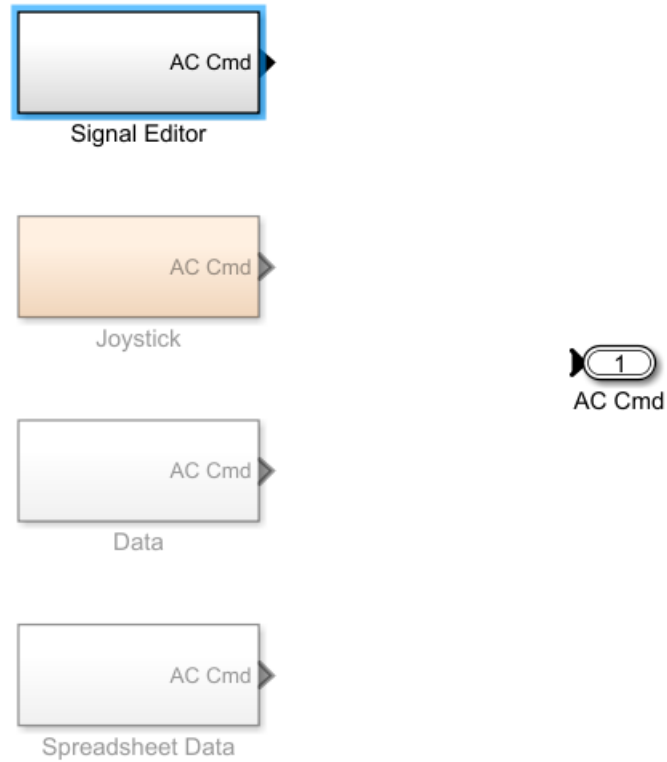 AC Cmd
Signal Editor
AC Cmd
Joystick
1
AC Cmd
AC Cmd
Data
AC Cmd
Spreadsheet Data